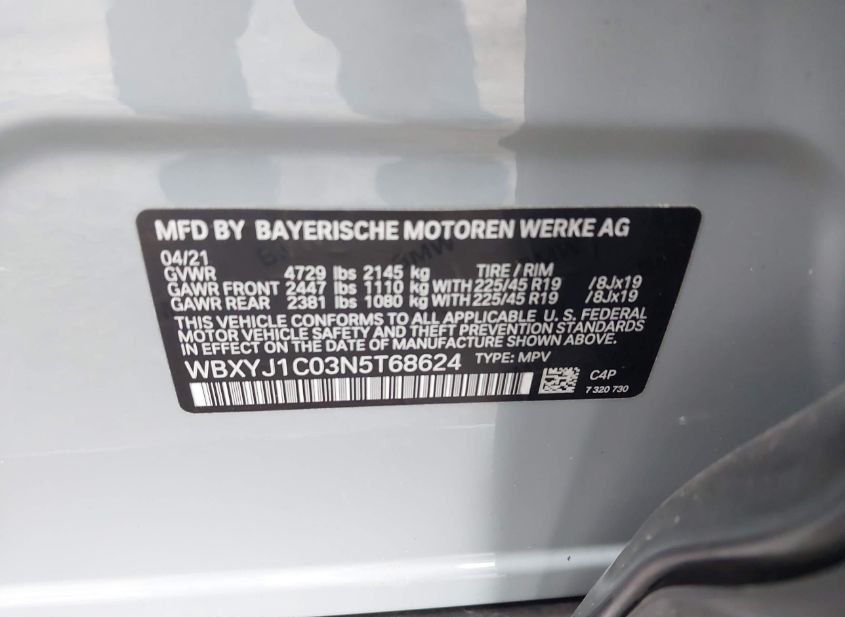 MFD BY BAYERISCHE MOTOREN WERKE AG
04/21
GVWR 4729 lbs 2145 kg TIRE / RIM
GAWR FRONT 2447 lbs 1110 kg WITH 225/45 R19 /8Jx19
GAWR REAR 2381 lbs 1080 kg WITH 225/45 R19 /8Jx19
THIS VEHICLE CONFORMS TO ALL APPLICABLE U. S. FEDERAL
MOTOR VEHICLE SAFETY AND THEFT PREVENTION STANDARDS
IN EFFECT ON THE DATE OF MANUFACTURE SHOWN ABOVE.
WBXYJ1C03N5T68624 TYPE: MPV
C4P
7 320 730